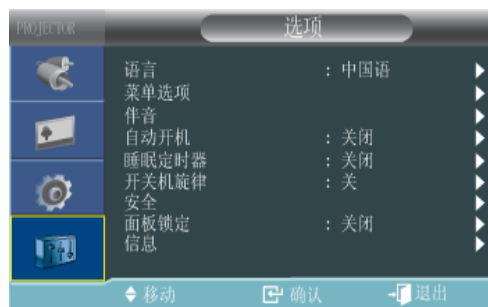 PROJECTOR
选项
语言 : 中国语
菜单选项
伴音
自动开机 : 关闭
睡眠定时器 : 关闭
开关机旋律 : 关
安全
面板锁定 : 关闭
信息
移动 确认 退出